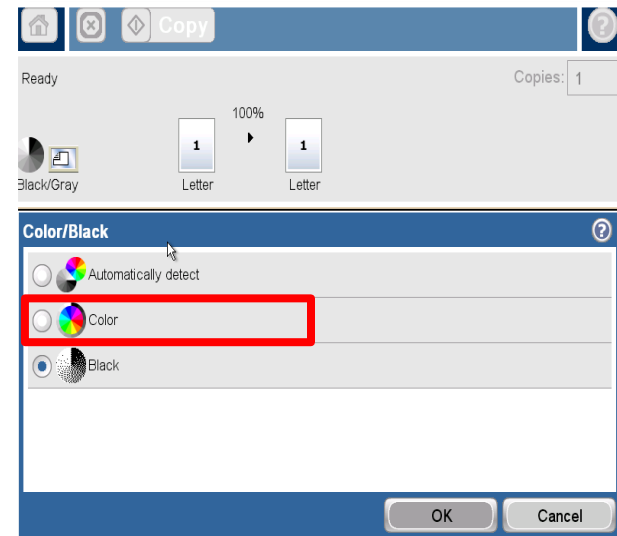 Copy
Ready
Copies: 1
100%
1
1
Black/Gray
Letter
Letter
Color/Black
Automatically detect
Color
Black
OK
Cancel